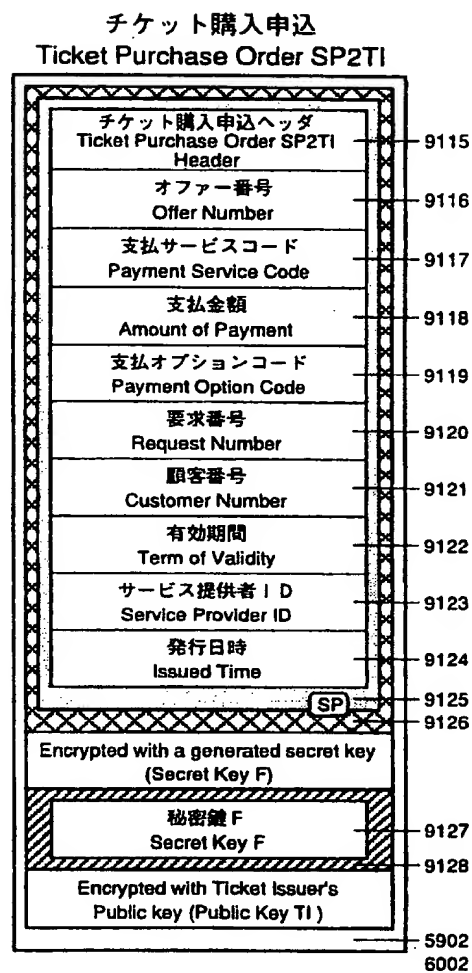 チケット購入申込
Ticket Purchase Order SP2TI
チケット購入申込ヘッダ
Ticket Purchase Order SP2TI
Header
9115
オファー番号
Offer Number
9116
支払サービスコード
Payment Service Code
9117
支払金額
Amount of Payment
9118
支払オプションコード
Payment Option Code
9119
要求番号
Request Number
9120
顧客番号
Customer Number
9121
有効期間
Term of Validity
9122
サービス提供者ID
Service Provider ID
9123
発行日時
Issued Time
9124
SP
9125
9126
Encrypted with a generated secret key
(Secret Key F)
秘密鍵F
Secret Key F
9127
9128
Encrypted with Ticket Issuer's
Public key (Public Key TI )
5902
6002